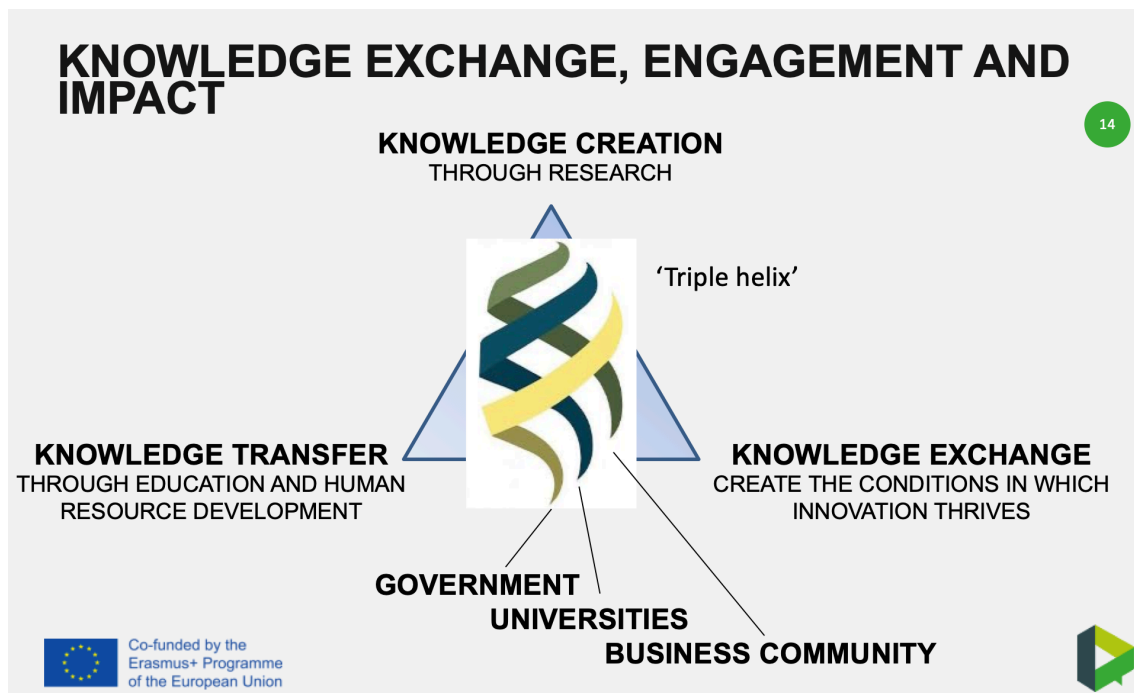 KNOWLEDGE EXCHANGE, ENGAGEMENT AND
IMPACT
14
KNOWLEDGE CREATION
THROUGH RESEARCH
‘Triple helix’
KNOWLEDGE TRANSFER
THROUGH EDUCATION AND HUMAN
RESOURCE DEVELOPMENT
KNOWLEDGE EXCHANGE
CREATE THE CONDITIONS IN WHICH
INNOVATION THRIVES
GOVERNMENT
UNIVERSITIES
BUSINESS COMMUNITY
Co-funded by the
Erasmus+ Programme
of the European Union